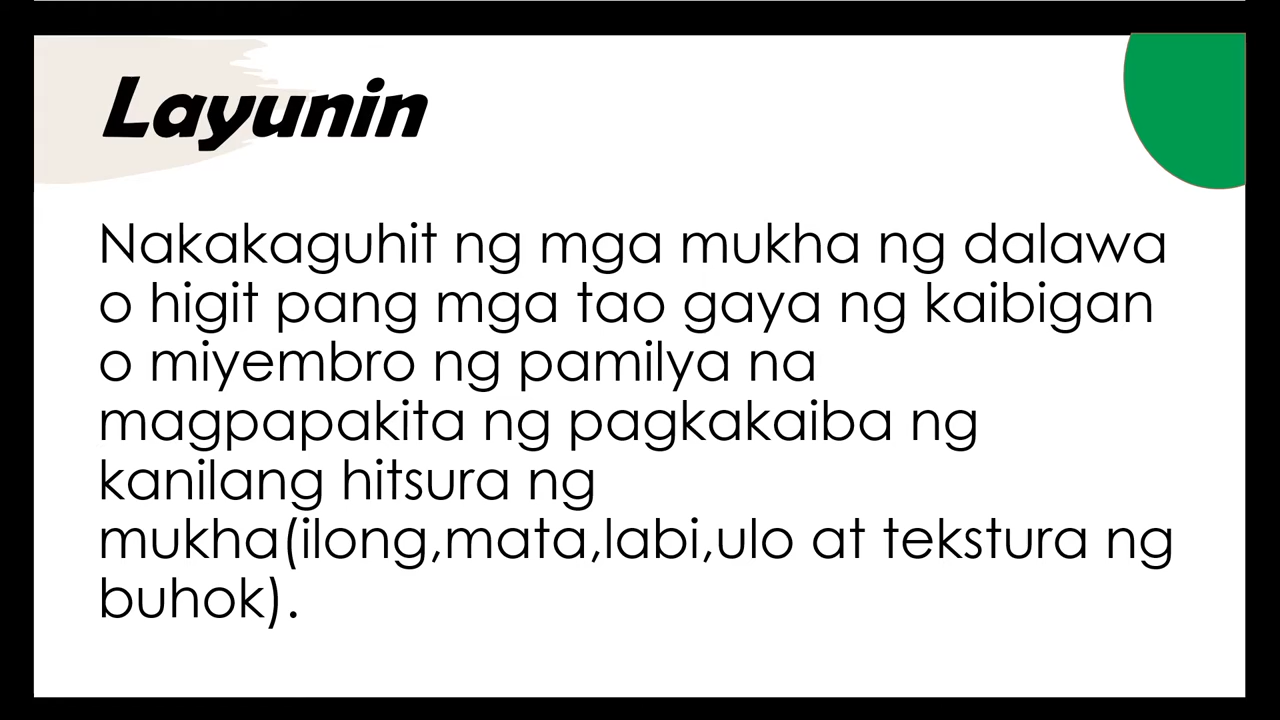 Layunin
Nakakaguhit ng mga mukha ng dalawa
o higit pang mga tao gaya ng kaibigan
o miyembro ng pamilya na
magpapakita ng pagkakaiba ng
kanilang hitsura ng
mukha(ilong,mata,labi,ulo at tekstura ng
buhok).